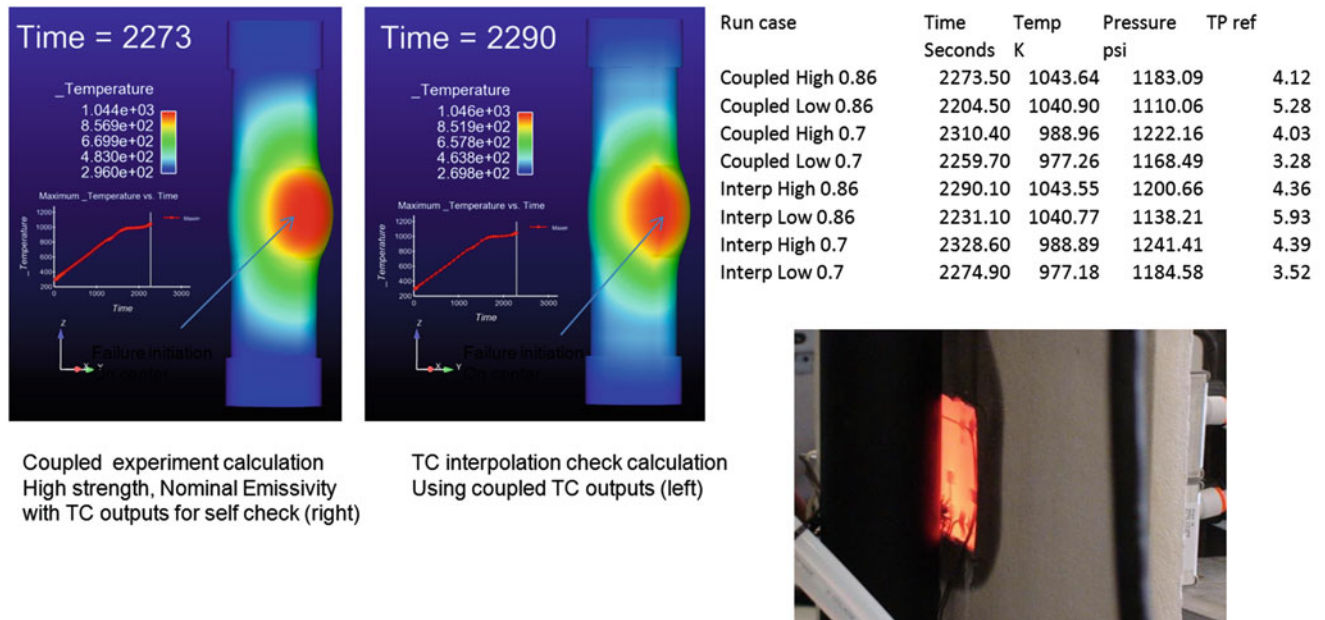 Time = 2273
_Temperature
1.044e+03
8.569e+02
6.699e+02
4.830e+02
2.960e+02
Maximum _Temperature vs. Time
_Temperature
1200
1000
800
600
400
200
0
1000
2000
3000
Time
Z
X
Y
Failure initiation
On center
Time = 2290
_Temperature
1.046e+03
8.519e+02
6.578e+02
4.638e+02
2.698e+02
Maximum _Temperature vs. Time
_Temperature
1200
1000
800
600
400
200
0
1000
2000
3000
Time
Z
X
Y
Failure initiation
On center
Coupled experiment calculation
High strength, Nominal Emissivity
with TC outputs for self check (right)
TC interpolation check calculation
Using coupled TC outputs (left)
Run case Time Temp Pressure TP ref
Seconds K psi
Coupled High 0.86 2273.50 1043.64 1183.09 4.12
Coupled Low 0.86 2204.50 1040.90 1110.06 5.28
Coupled High 0.7 2310.40 988.96 1222.16 4.03
Coupled Low 0.7 2259.70 977.26 1168.49 3.28
Interp High 0.86 2290.10 1043.55 1200.66 4.36
Interp Low 0.86 2231.10 1040.77 1138.21 5.93
Interp High 0.7 2328.60 988.89 1241.41 4.39
Interp Low 0.7 2274.90 977.18 1184.58 3.52